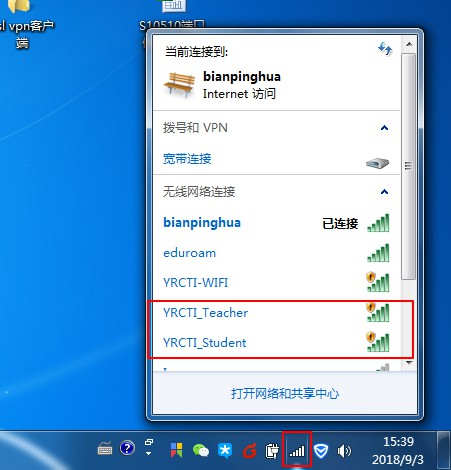 sl vpn客户
端
S10510端口
当前连接到:
bianpinghua
Internet 访问
拨号和 VPN
宽带连接
无线网络连接
bianpinghua 已连接
eduroam
YRCTI-WIFI
YRCTI_Teacher
YRCTI_Student
打开网络和共享中心
15:39
2018/9/3